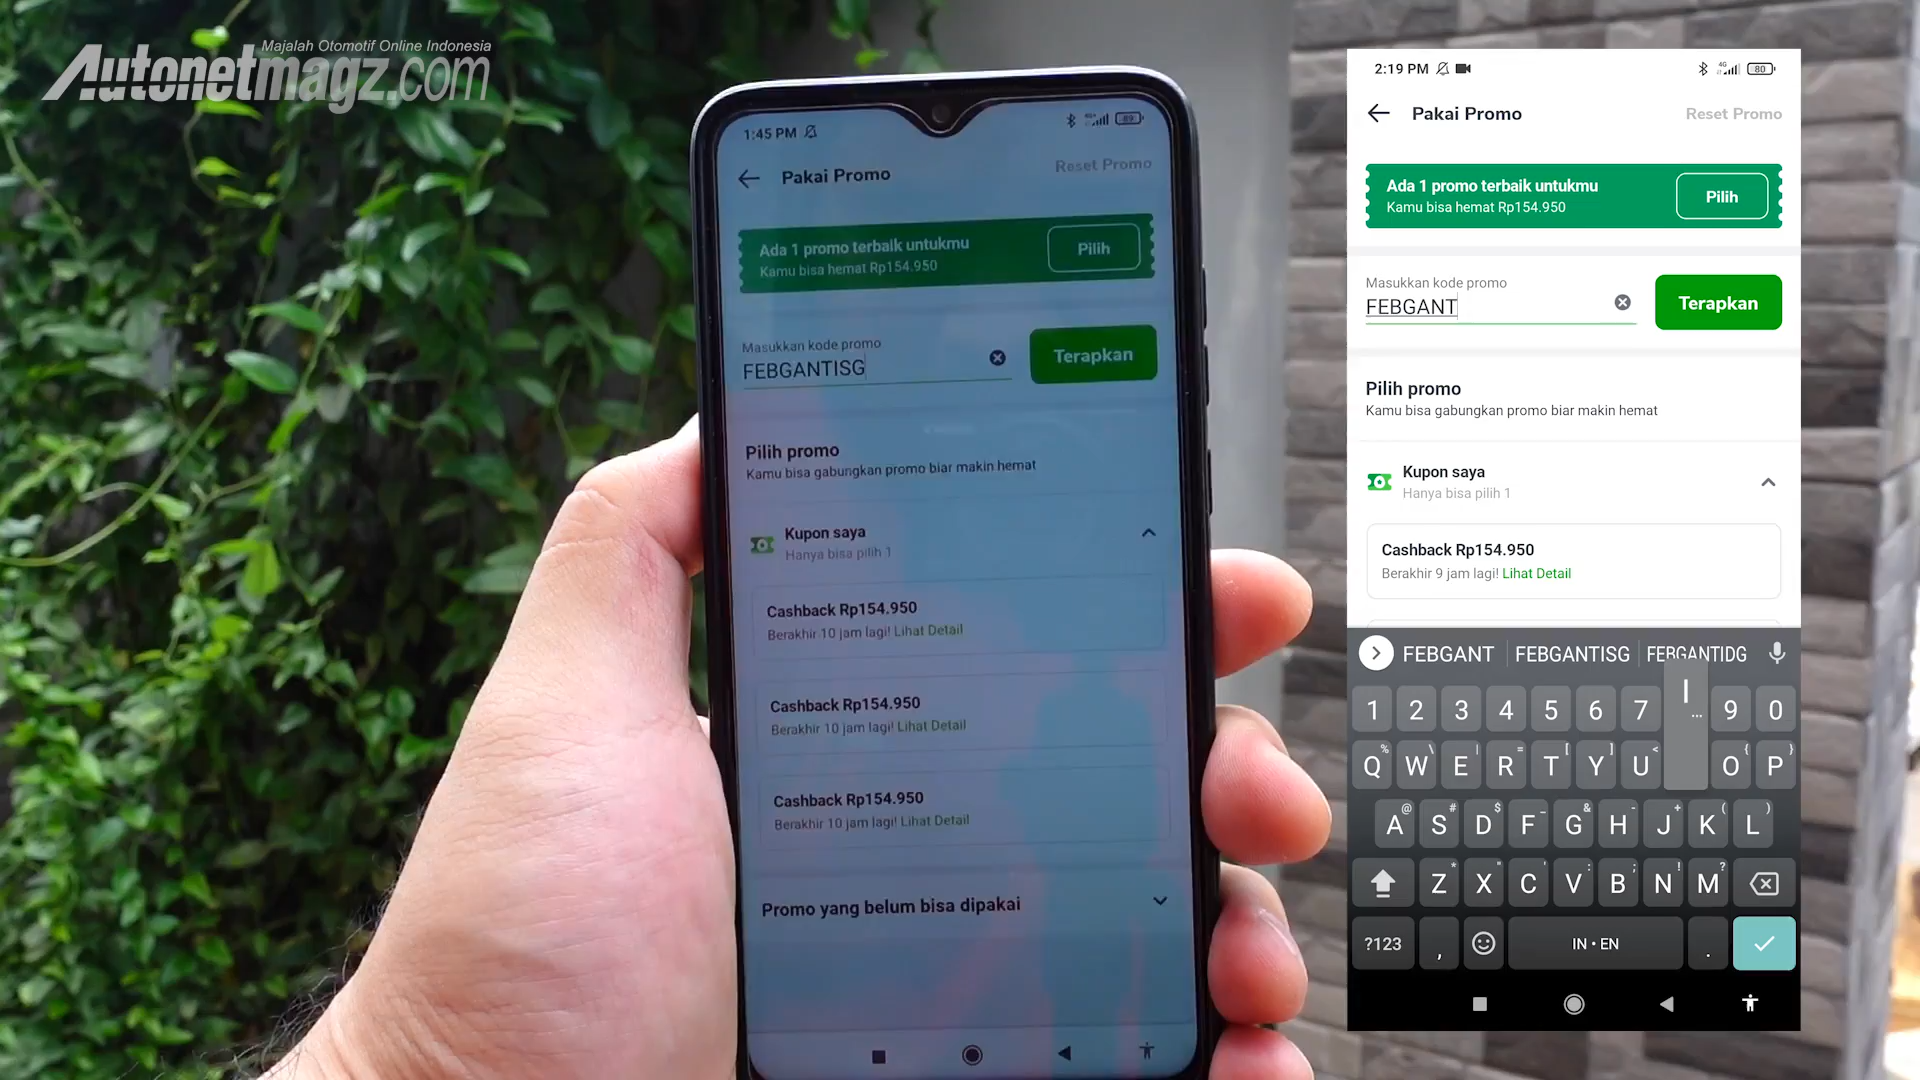 Majalah Otomotif Online Indonesia
Autonetmagz.com
1:45 PM
89
Pakai Promo
Reset Promo
Ada 1 promo terbaik untukmu
Kamu bisa hemat Rp154.950
Pilih
Masukkan kode promo
FEBGANTISG
Terapkan
Pilih promo
Kamu bisa gabungkan promo biar makin hemat
Kupon saya
Hanya bisa pilih 1
Cashback Rp154.950
Berakhir 10 jam lagi! Lihat Detail
Cashback Rp154.950
Berakhir 10 jam lagi! Lihat Detail
Cashback Rp154.950
Berakhir 10 jam lagi! Lihat Detail
Promo yang belum bisa dipakai
2:19 PM
4G
80
Pakai Promo
Reset Promo
Ada 1 promo terbaik untukmu
Kamu bisa hemat Rp154.950
Pilih
Masukkan kode promo
FEBGANT
Terapkan
Pilih promo
Kamu bisa gabungkan promo biar makin hemat
Kupon saya
Hanya bisa pilih 1
Cashback Rp154.950
Berakhir 9 jam lagi! Lihat Detail
FEBGANT FEBGANTISG FEBGANTIDG
I
...
1 2 3 4 5 6 7 9 0
% \ | = [ ] < { }
Q W E R T Y U O P
@ # $ _ & - + ( )
A S D F G H J K L
* " ' : ; ! ?
Z X C V B N M
?123 , IN • EN .